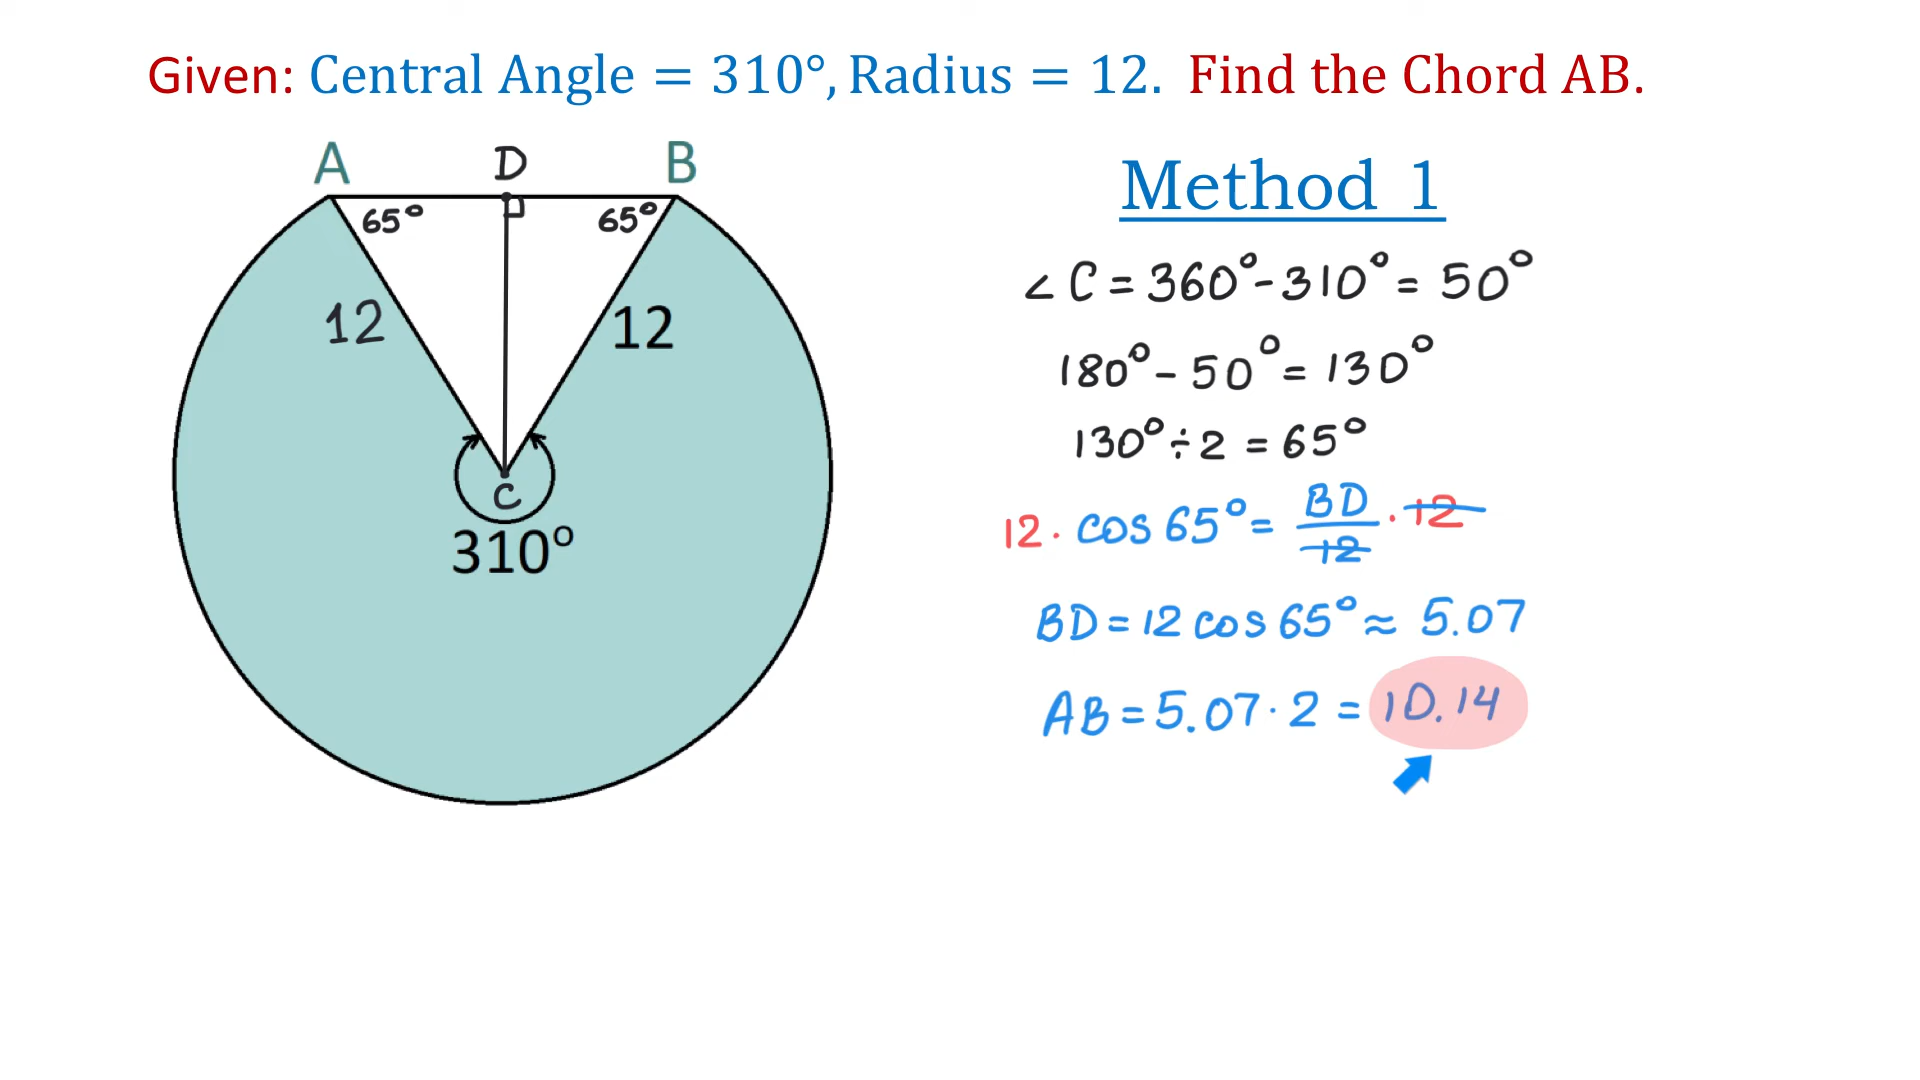 Given: Central Angle = 310°, Radius = 12. Find the Chord AB.
A D B
65° 65°
12 12
C
310°
Method 1
∠C = 360° - 310° = 50°
180° - 50° = 130°
130° ÷ 2 = 65°
12 · cos 65° = BD/12 · 12
BD = 12 cos 65° ≈ 5.07
AB = 5.07 · 2 = 10.14